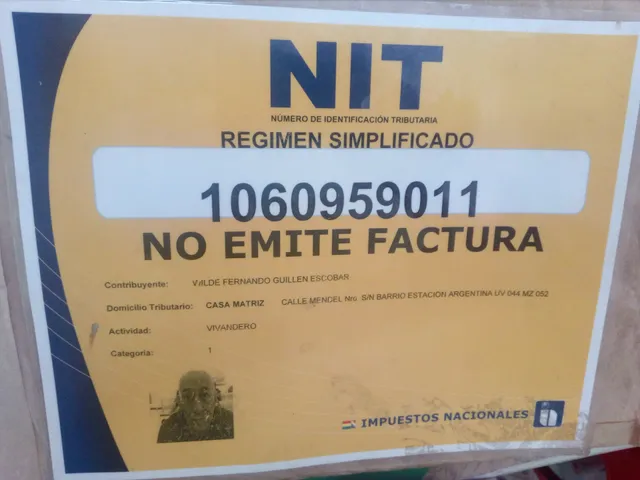 NIT
NÚMERO DE IDENTIFICACIÓN TRIBUTARIA
REGIMEN SIMPLIFICADO
1060959011
NO EMITE FACTURA
Contribuyente: WILDE FERNANDO GUILLEN ESCOBAR
Domicilio Tributario: CASA MATRIZ CALLE MENDEL Nro. S/N BARRIO ESTACION ARGENTINA UV 044 MZ 052
Actividad: VIVANDERO
Categoria: 1
IMPUESTOS NACIONALES